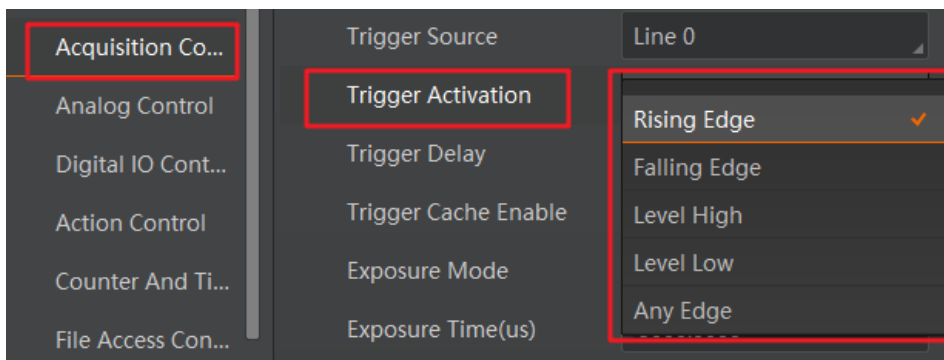 Acquisition Co...
Analog Control
Digital IO Cont...
Action Control
Counter And Ti...
File Access Con...
Trigger Source
Line 0
Trigger Activation
Rising Edge
Falling Edge
Level High
Level Low
Any Edge
Trigger Delay
Trigger Cache Enable
Exposure Mode
Exposure Time(us)